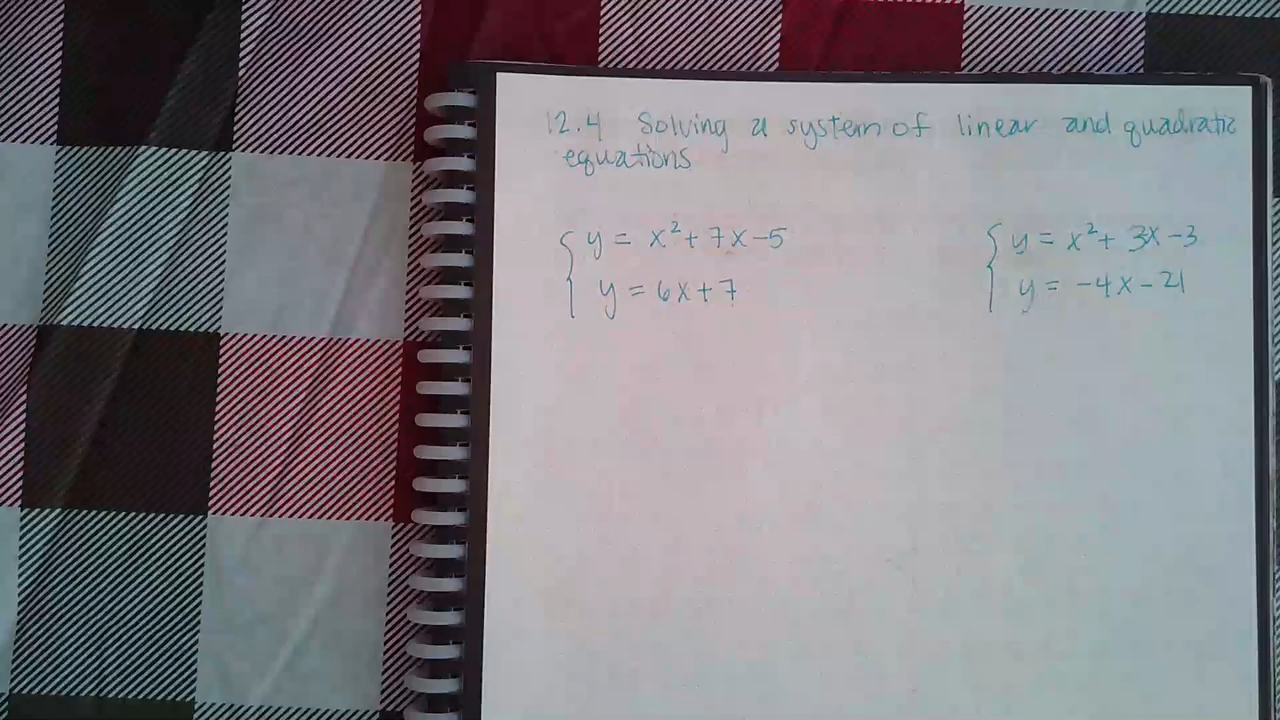 12.4 Solving a system of linear and quadratic
equations
y = x² + 7x - 5
y = 6x + 7
y = x² + 3x - 3
y = -4x - 21